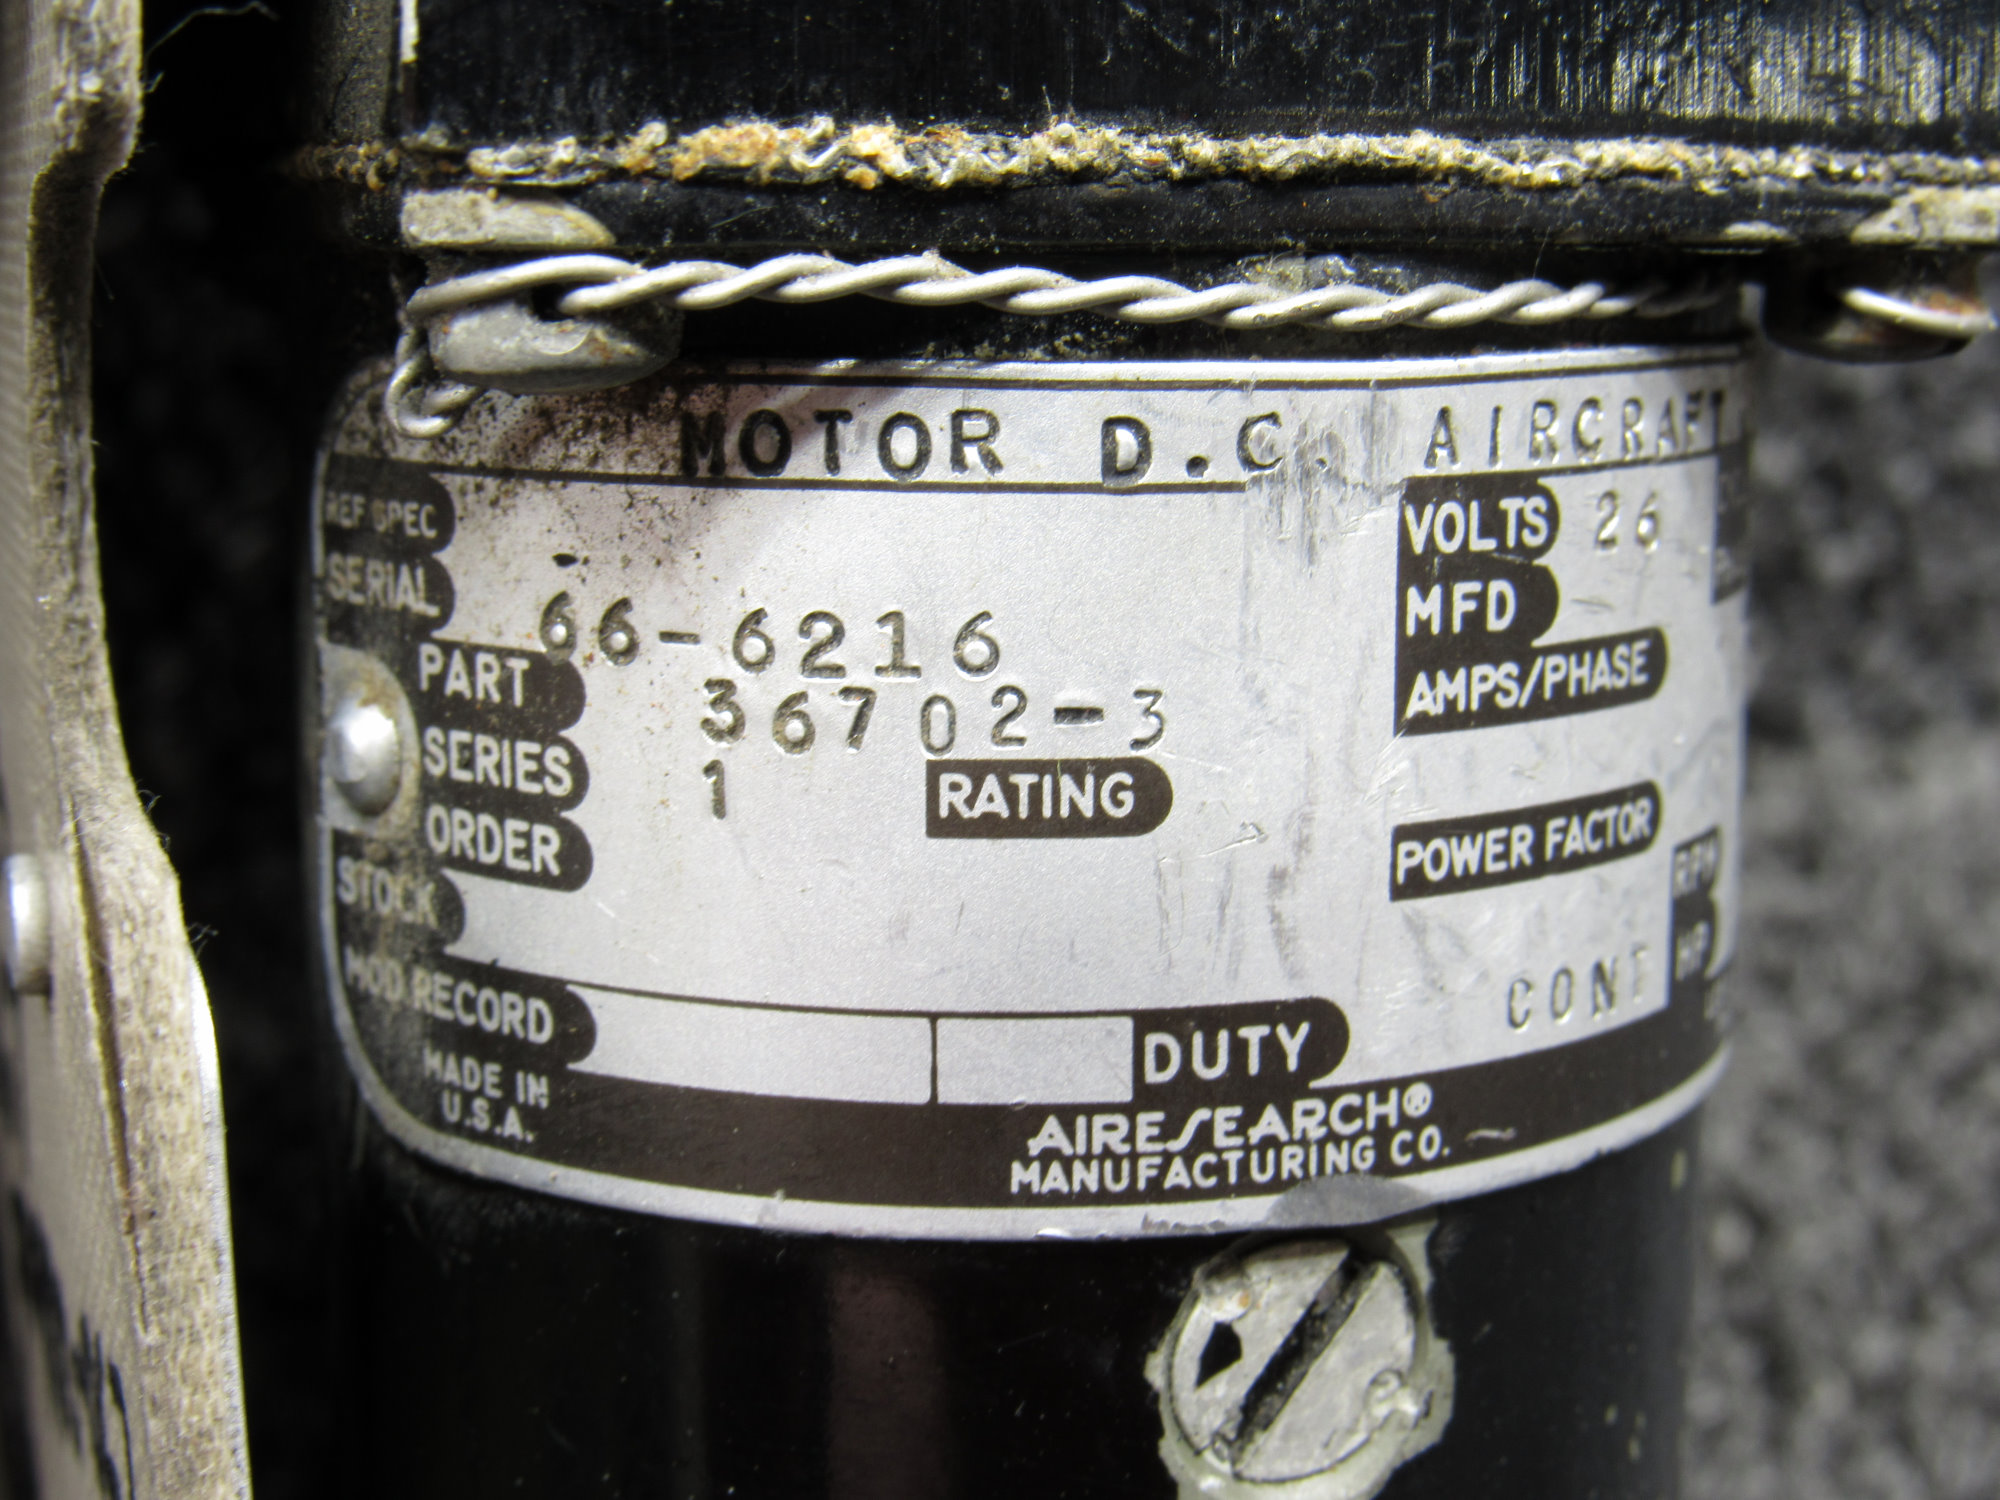 MOTOR D.C. AIRCRAFT
REF SPEC
SERIAL 66-6216
PART 36702-3
SERIES 1
ORDER
STOCK
MOD. RECORD
MADE IN
U.S.A.
RATING
VOLTS 26
MFD
AMPS/PHASE
POWER FACTOR
RPM
HP
CONT
DUTY
AIRESEARCH®
MANUFACTURING CO.